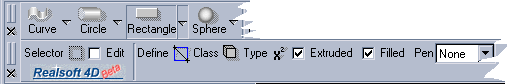 Curve Circle Rectangle Sphere
Selector Edit Define Class Type x² Extruded Filled Pen None
Realsoft 4D Beta